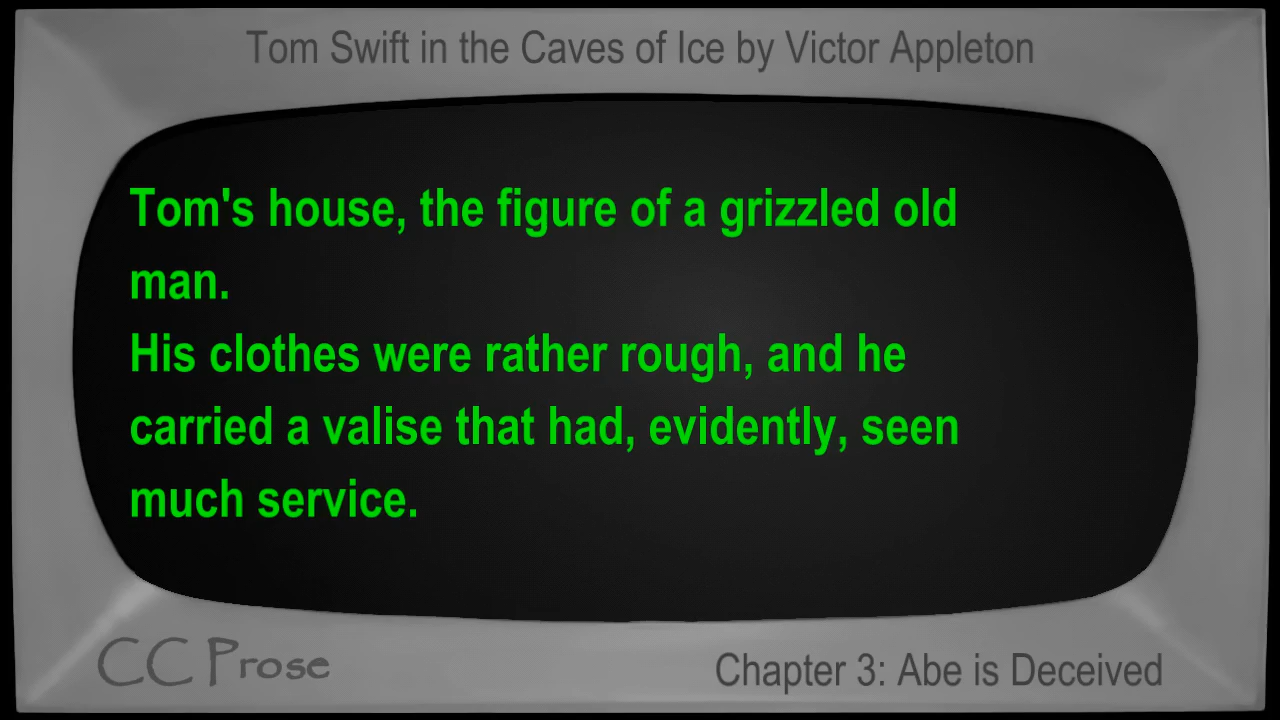 Tom Swift in the Caves of Ice by Victor Appleton
Tom's house, the figure of a grizzled old
man.
His clothes were rather rough, and he
carried a valise that had, evidently, seen
much service.
CC Prose
Chapter 3: Abe is Deceived